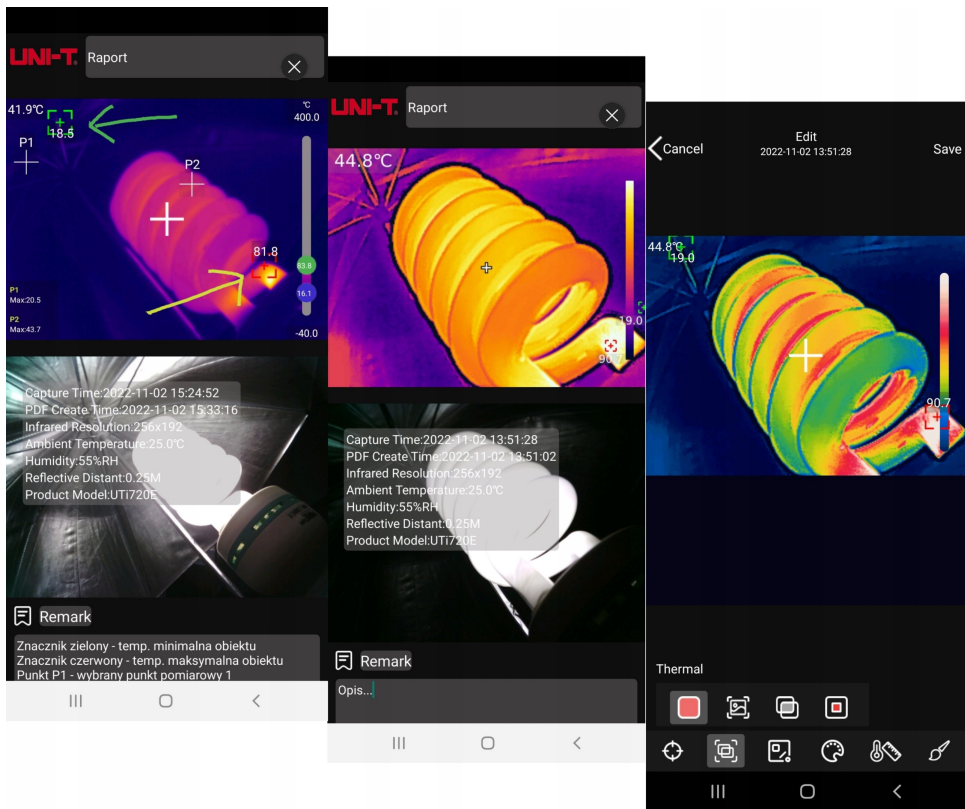 UNI-T
Raport
41.9℃
18.5
P1
P2
81.8
℃
400.0
83.8
16.1
-40.0
P1
Max:20.5
P2
Max:43.7
Capture Time:2022-11-02 15:24:52
PDF Create Time:2022-11-02 15:33:16
Infrared Resolution:256x192
Ambient Temperature:25.0℃
Humidity:55%RH
Reflective Distant:0.25M
Product Model:UTi720E
Remark
Znacznik zielony - temp. minimalna obiektu
Znacznik czerwony - temp. maksymalna obiektu
Punkt P1 - wybrany punkt pomiarowy 1
UNI-T
Raport
44.8°C
19.0
Capture Time:2022-11-02 13:51:28
PDF Create Time:2022-11-02 13:51:02
Infrared Resolution:256x192
Ambient Temperature:25.0℃
Humidity:55%RH
Reflective Distant:0.25M
Product Model:UTi720E
Remark
Opis...
Cancel
Edit
2022-11-02 13:51:28
Save
44.8℃
19.0
90.7
Thermal